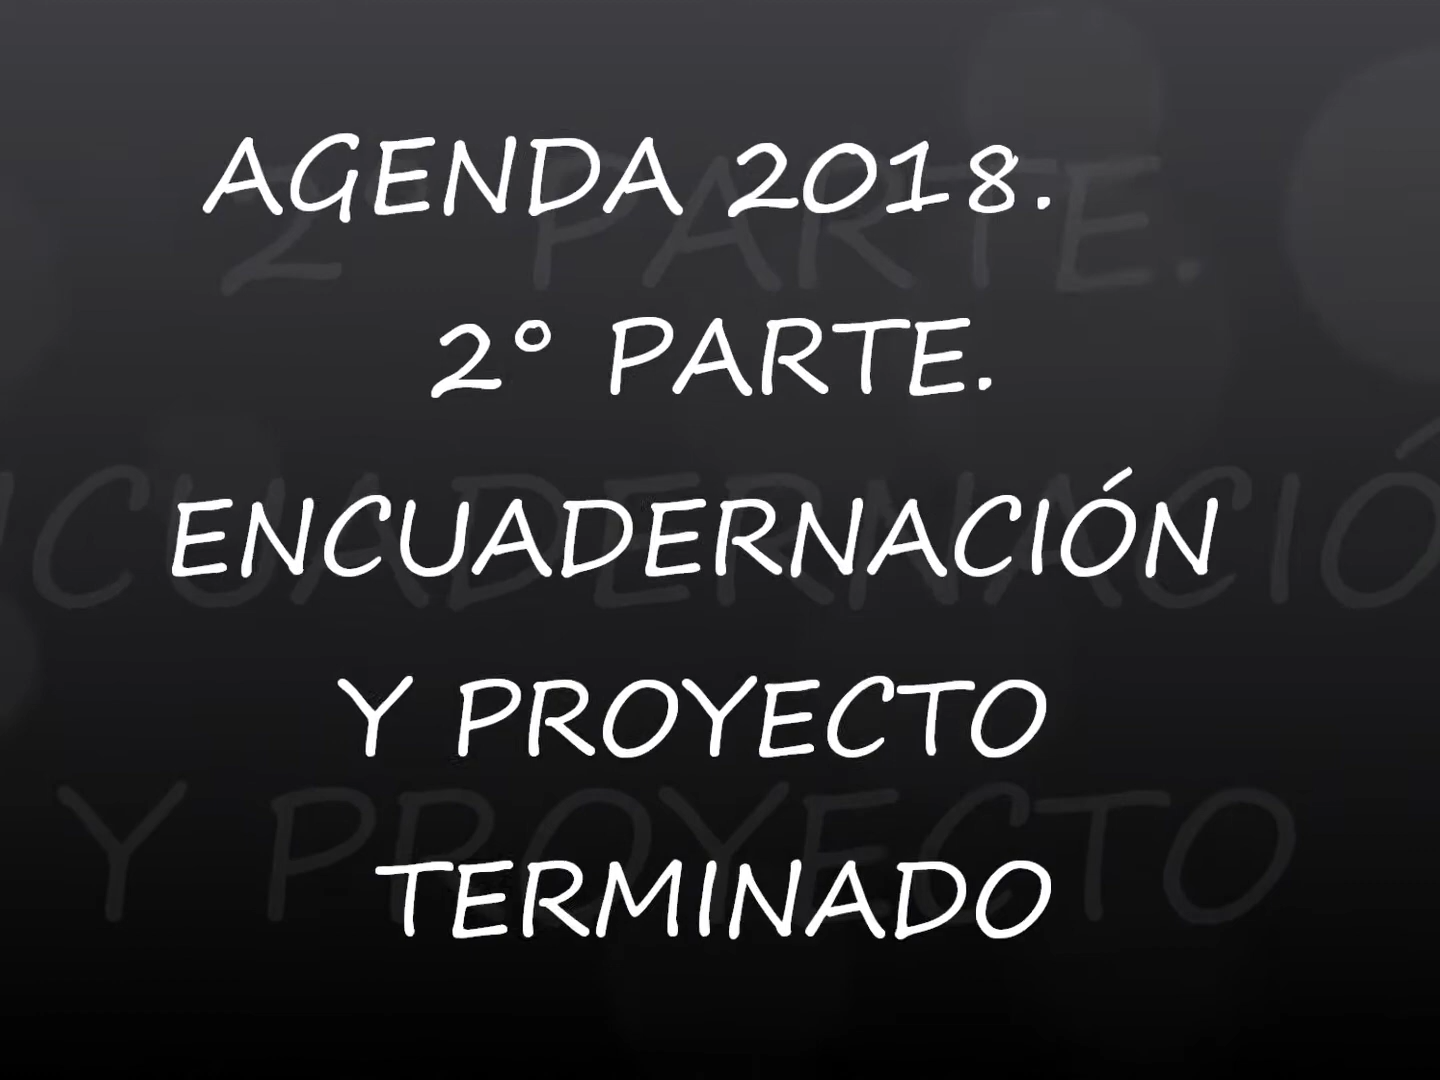 AGENDA 2018.
2° PARTE.
ENCUADERNACIÓN
Y PROYECTO
TERMINADO